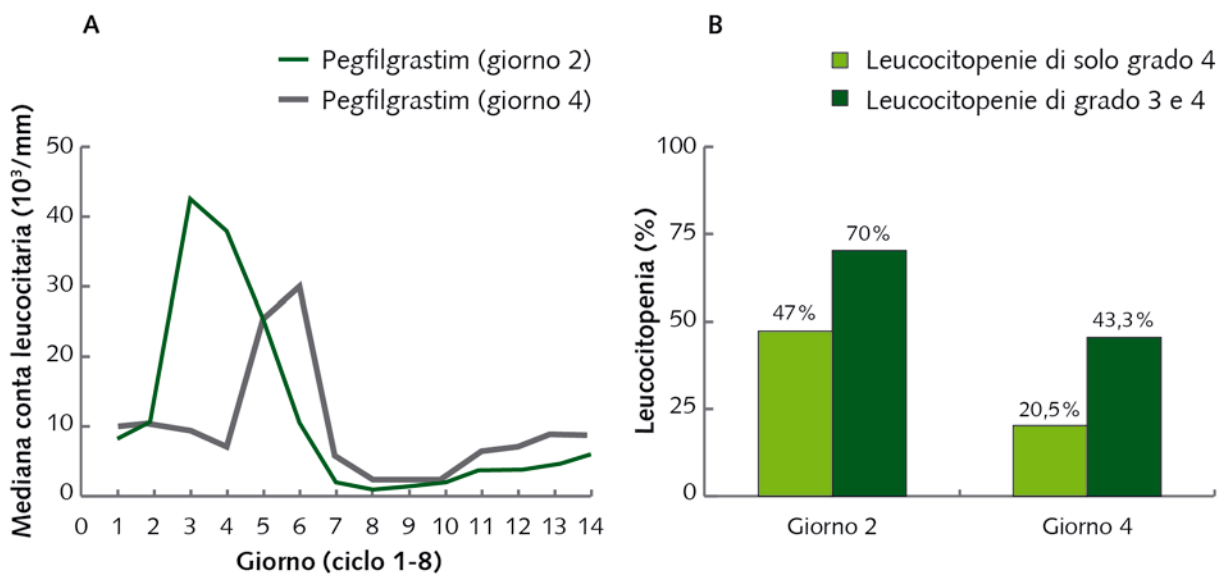 A
Pegfilgrastim (giorno 2)
Pegfilgrastim (giorno 4)
Mediana conta leucocitaria (10³/mm)
50
40
30
20
10
0
0 1 2 3 4 5 6 7 8 9 10 11 12 13 14
Giorno (ciclo 1-8)
B
Leucocitopenie di solo grado 4
Leucocitopenie di grado 3 e 4
Leucocitopenia (%)
100
75
50
25
0
47%
70%
20,5%
43,3%
Giorno 2
Giorno 4